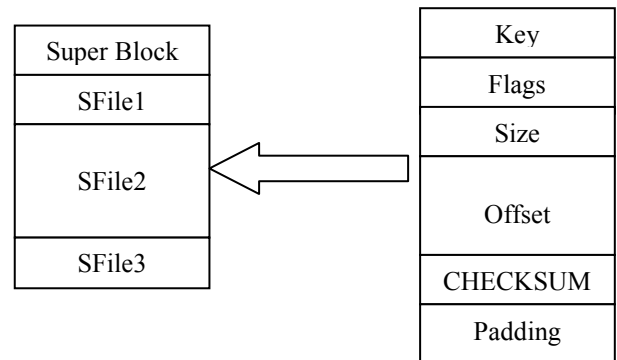 Super Block
SFile1
SFile2
SFile3
Key
Flags
Size
Offset
CHECKSUM
Padding